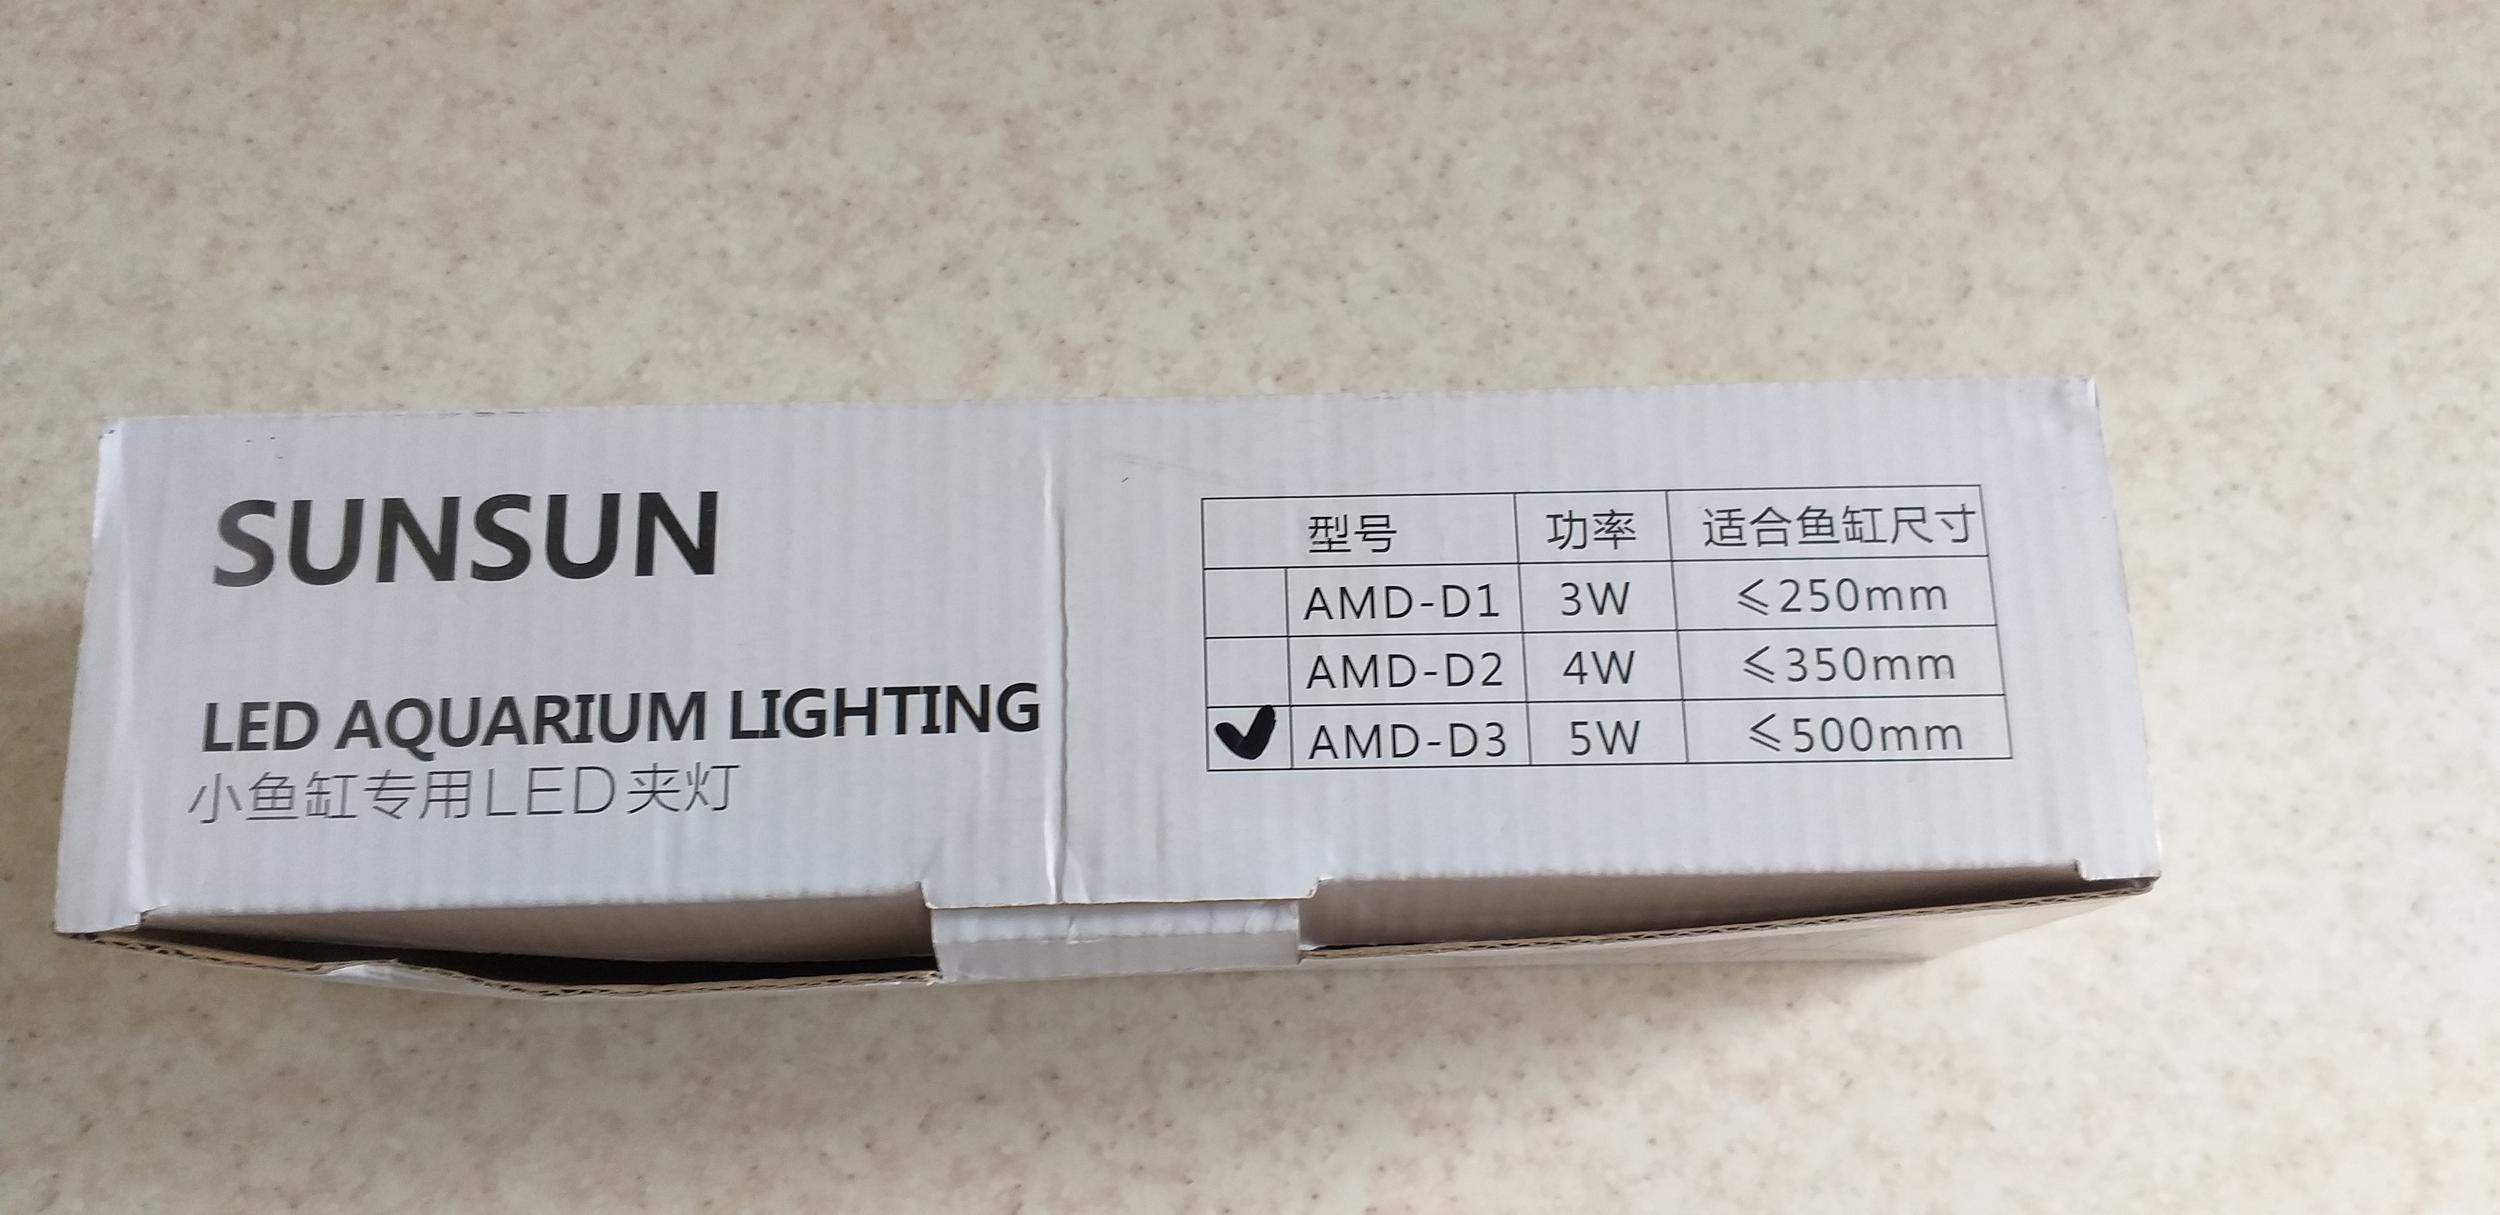 SUNSUN
LED AQUARIUM LIGHTING
小鱼缸专用LED夹灯
型号 功率 适合鱼缸尺寸
AMD-D1 3W ≤250mm
AMD-D2 4W ≤350mm
✓ AMD-D3 5W ≤500mm